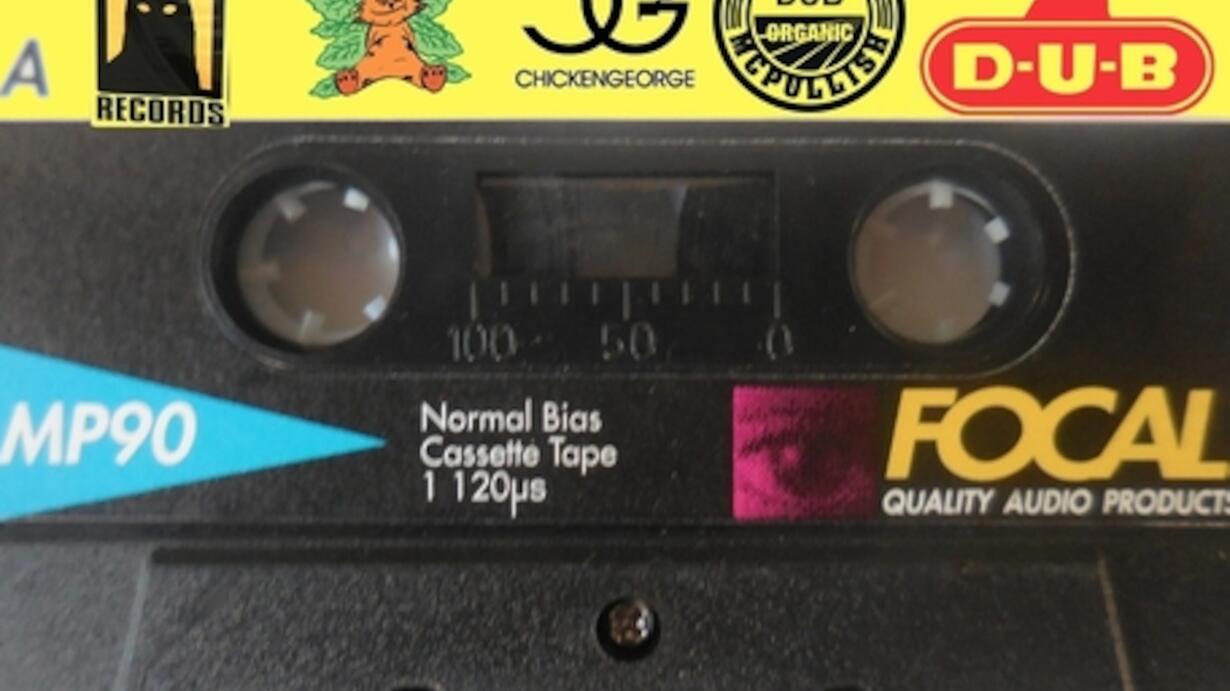 A
RECORDS
CHICKENGEORGE
DUB
ORGANIC
MCPULLISH
D-U-B
100 50 0
MP90
Normal Bias
Cassette Tape
1 120µs
FOCAL
QUALITY AUDIO PRODUCTS